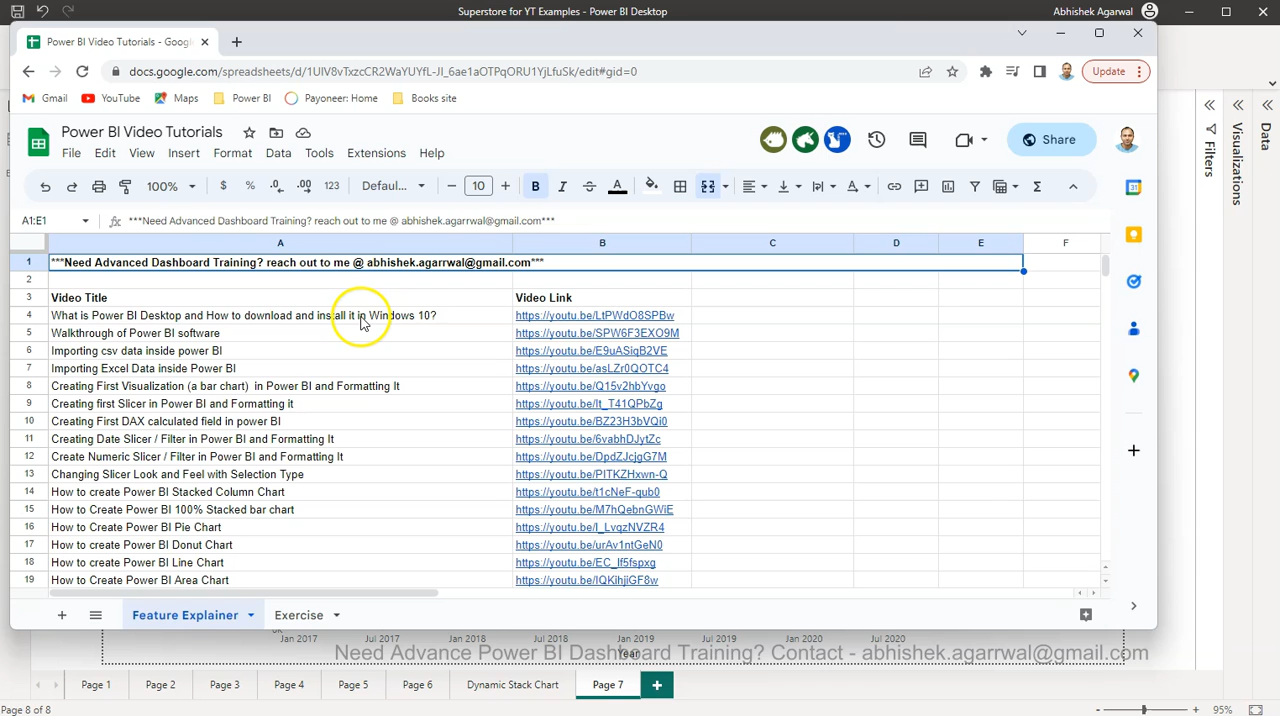 Superstore for YT Examples - Power BI Desktop
Abhishek Agarwal
Power BI Video Tutorials - Goog
docs.google.com/spreadsheets/d/1UlV8vTxzcCR2WuUr-YfL-J_6ae1aOTPqORU1YjLfuSk/edit#gid=0
Update
Gmail
YouTube
Maps
Power BI
Payoneer: Home
Books site
Power BI Video Tutorials
Share
File Edit View Insert Format Data Tools Extensions Help
100% $ % .0 .00 123 Defaul... 10 B I S A
A1:E1
fx ***Need Advanced Dashboard Training? reach out to me @ abhishek.agarrwal@gmail.com***
A B C D E F
1 ***Need Advanced Dashboard Training? reach out to me @ abhishek.agarrwal@gmail.com***
2
3 Video Title Video Link
4 What is Power BI Desktop and How to download and install it in Windows 10? https://youtu.be/LtPWdO8SPBw
5 Walkthrough of Power BI software https://youtu.be/SPW6F3EXO9M
6 Importing csv data inside power BI https://youtu.be/E9uASiqB2VE
7 Importing Excel Data inside Power BI https://youtu.be/asLZr0QATC4
8 Creating First Visualization (a bar chart) in Power BI and Formatting It https://youtu.be/Q15v2hbYvgo
9 Creating first Slicer in Power BI and Formatting it https://youtu.be/It_T41QPbZg
10 Creating First DAX calculated field in power BI https://youtu.be/BZ23H3bVQi0
11 Creating Date Slicer / Filter in Power BI and Formatting It https://youtu.be/6vabhDJytZc
12 Create Numeric Slicer / Filter in Power BI and Formatting It https://youtu.be/DpdZJcjgG7M
13 Changing Slicer Look and Feel with Selection Type https://youtu.be/PITKZHxwn-Q
14 How to create Power BI Stacked Column Chart https://youtu.be/t1cNeF-qub0
15 How to Create Power BI 100% Stacked bar chart https://youtu.be/M7hQebnGWiE
16 How to Create Power BI Pie Chart https://youtu.be/I_LvqzNVZR4
17 How to create Power BI Donut Chart https://youtu.be/urAv1ntGeN0
18 How to create Power BI Line Chart https://youtu.be/EC_lf5fspxg
19 How to Create Power BI Area Chart https://youtu.be/IQKihjiGF8w
Feature Explainer
Exercise
Filters
Visualizations
Data
Jan 2017 Jul 2017 Jan 2018 Jul 2018 Jan 2019 Jul 2019 Jan 2020 Jul 2020
Year
Need Advance Power BI Dashboard Training? Contact - abhishek.agarrwal@gmail.com
Page 1 Page 2 Page 3 Page 4 Page 5 Page 6 Dynamic Stack Chart Page 7
Page 8 of 8
95%